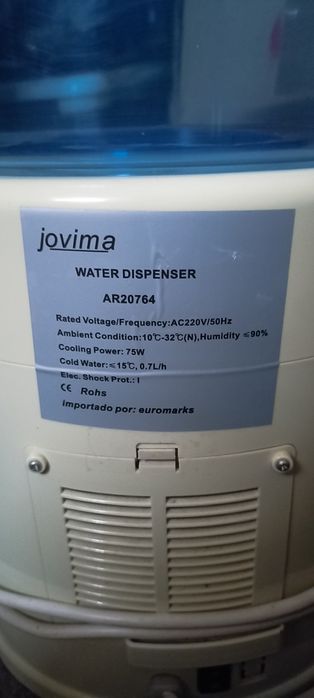 jovima
WATER DISPENSER
AR20764
Rated Voltage/Frequency:AC220V/50Hz
Ambient Condition:10℃-32℃(N),Humidity ≤90%
Cooling Power: 75W
Cold Water:≤15℃, 0.7L/h
Elec. Shock Prot.: I
CE Rohs
importado por: euromarks